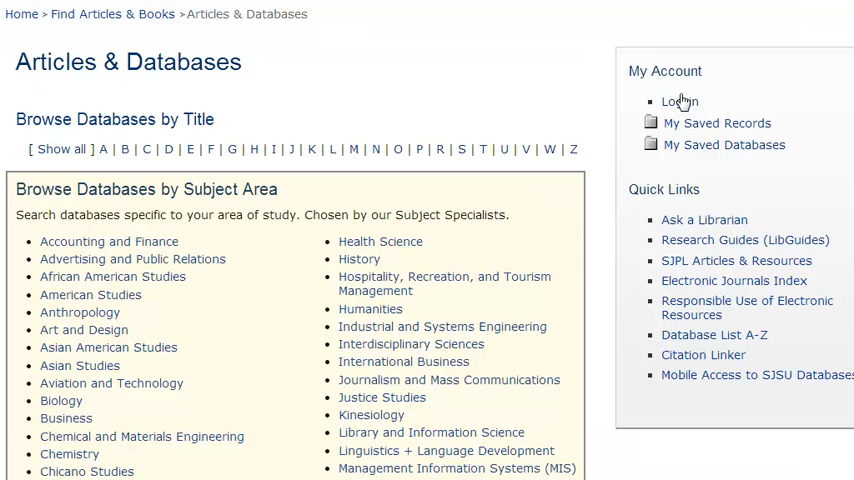 Home > Find Articles & Books > Articles & Databases
Articles & Databases
Browse Databases by Title
[ Show all ] A | B | C | D | E | F | G | H | I | J | K | L | M | N | O | P | R | S | T | U | V | W | Z
Browse Databases by Subject Area
Search databases specific to your area of study. Chosen by our Subject Specialists.
Accounting and Finance
Advertising and Public Relations
African American Studies
American Studies
Anthropology
Art and Design
Asian American Studies
Asian Studies
Aviation and Technology
Biology
Business
Chemical and Materials Engineering
Chemistry
Chicano Studies
Health Science
History
Hospitality, Recreation, and Tourism
Management
Humanities
Industrial and Systems Engineering
Interdisciplinary Sciences
International Business
Journalism and Mass Communications
Justice Studies
Kinesiology
Library and Information Science
Linguistics + Language Development
Management Information Systems (MIS)
My Account
Login
My Saved Records
My Saved Databases
Quick Links
Ask a Librarian
Research Guides (LibGuides)
SJPL Articles & Resources
Electronic Journals Index
Responsible Use of Electronic
Resources
Database List A-Z
Citation Linker
Mobile Access to SJSU Databases